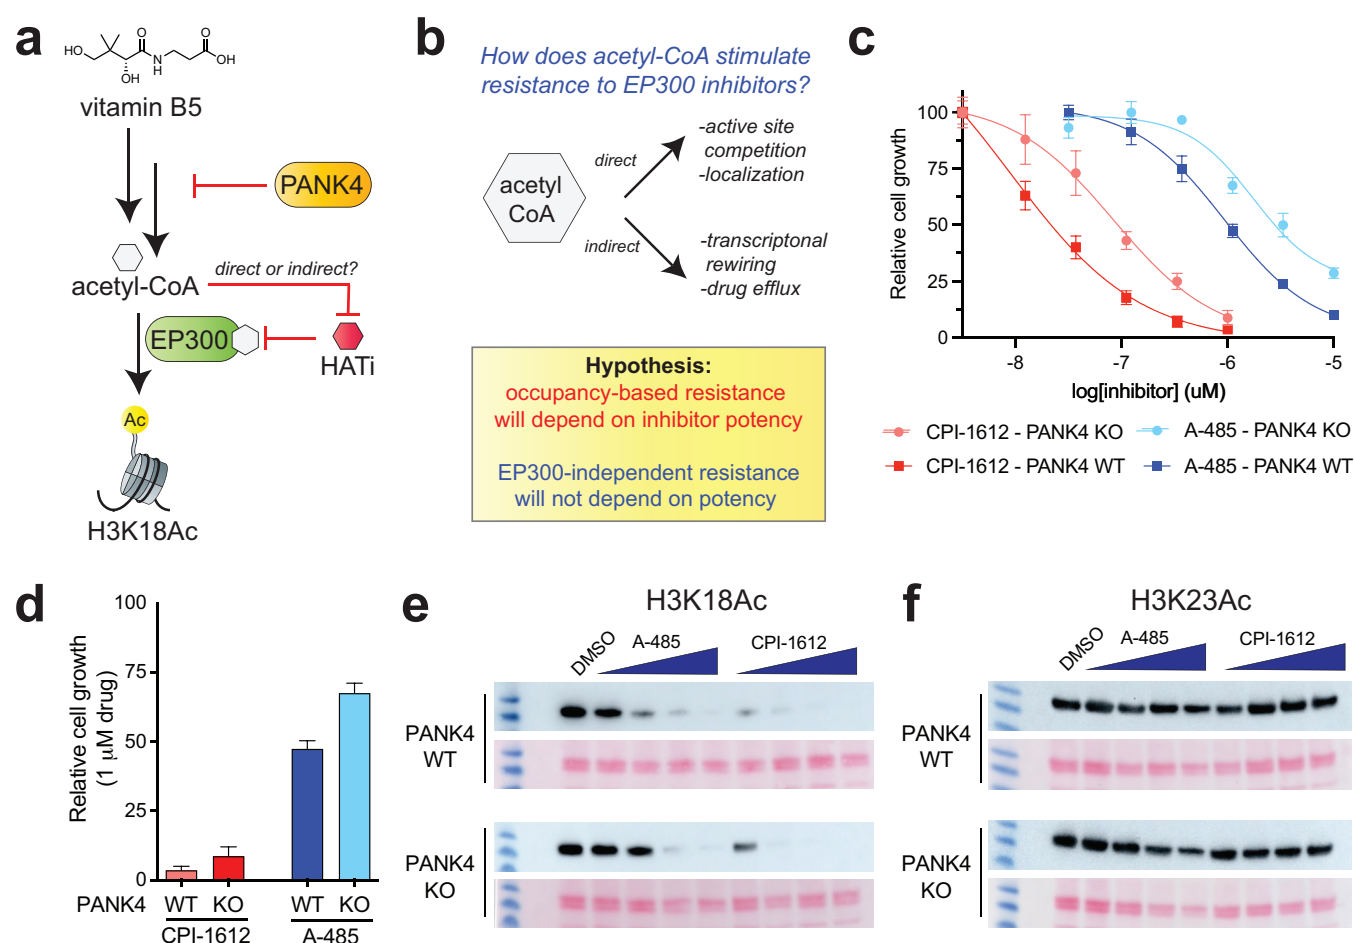 a
HO
O
OH
N
H
O
OH
vitamin B5
PANK4
acetyl-CoA
direct or indirect?
EP300
HATi
Ac
H3K18Ac
b
How does acetyl-CoA stimulate
resistance to EP300 inhibitors?
acetyl
CoA
direct
indirect
-active site
competition
-localization
-transcriptonal
rewiring
-drug efflux
Hypothesis:
occupancy-based resistance
will depend on inhibitor potency
EP300-independent resistance
will not depend on potency
c
Relative cell growth
100
75
50
25
0
-8 -7 -6 -5
log[inhibitor] (uM)
CPI-1612 - PANK4 KO
A-485 - PANK4 KO
CPI-1612 - PANK4 WT
A-485 - PANK4 WT
d
Relative cell growth
(1 µM drug)
100
75
50
25
0
PANK4 WT KO WT KO
CPI-1612 A-485
e
H3K18Ac
DMSO A-485 CPI-1612
PANK4
WT
PANK4
KO
f
H3K23Ac
DMSO A-485 CPI-1612
PANK4
WT
PANK4
KO